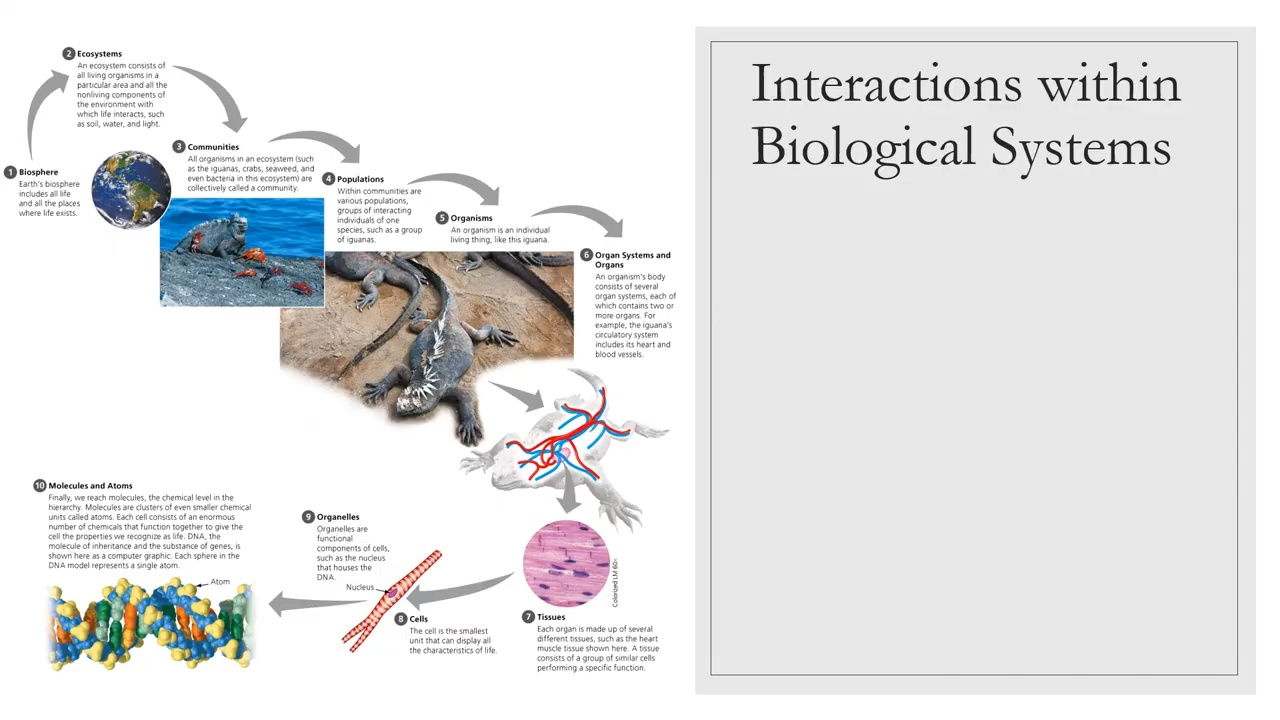 2 Ecosystems
An ecosystem consists of
all living organisms in a
particular area and all the
nonliving components of
the environment with
which life interacts, such
as soil, water, and light.
1 Biosphere
Earth's biosphere
includes all life
and all the places
where life exists.
3 Communities
All organisms in an ecosystem (such
as the iguanas, crabs, seaweed, and
even bacteria in this ecosystem) are
collectively called a community.
4 Populations
Within communities are
various populations,
groups of interacting
individuals of one
species, such as a group
of iguanas.
5 Organisms
An organism is an individual
living thing, like this iguana.
6 Organ Systems and
Organs
An organism's body
consists of several
organ systems, each of
which contains two or
more organs. For
example, the iguana's
circulatory system
includes its heart and
blood vessels.
Colorized LM 60×
7 Tissues
Each organ is made up of several
different tissues, such as the heart
muscle tissue shown here. A tissue
consists of a group of similar cells
performing a specific function.
8 Cells
The cell is the smallest
unit that can display all
the characteristics of life.
9 Organelles
Organelles are
functional
components of cells,
such as the nucleus
that houses the
DNA.
Nucleus
10 Molecules and Atoms
Finally, we reach molecules, the chemical level in the
hierarchy. Molecules are clusters of even smaller chemical
units called atoms. Each cell consists of an enormous
number of chemicals that function together to give the
cell the properties we recognize as life. DNA, the
molecule of inheritance and the substance of genes, is
shown here as a computer graphic. Each sphere in the
DNA model represents a single atom.
Atom
Interactions within
Biological Systems